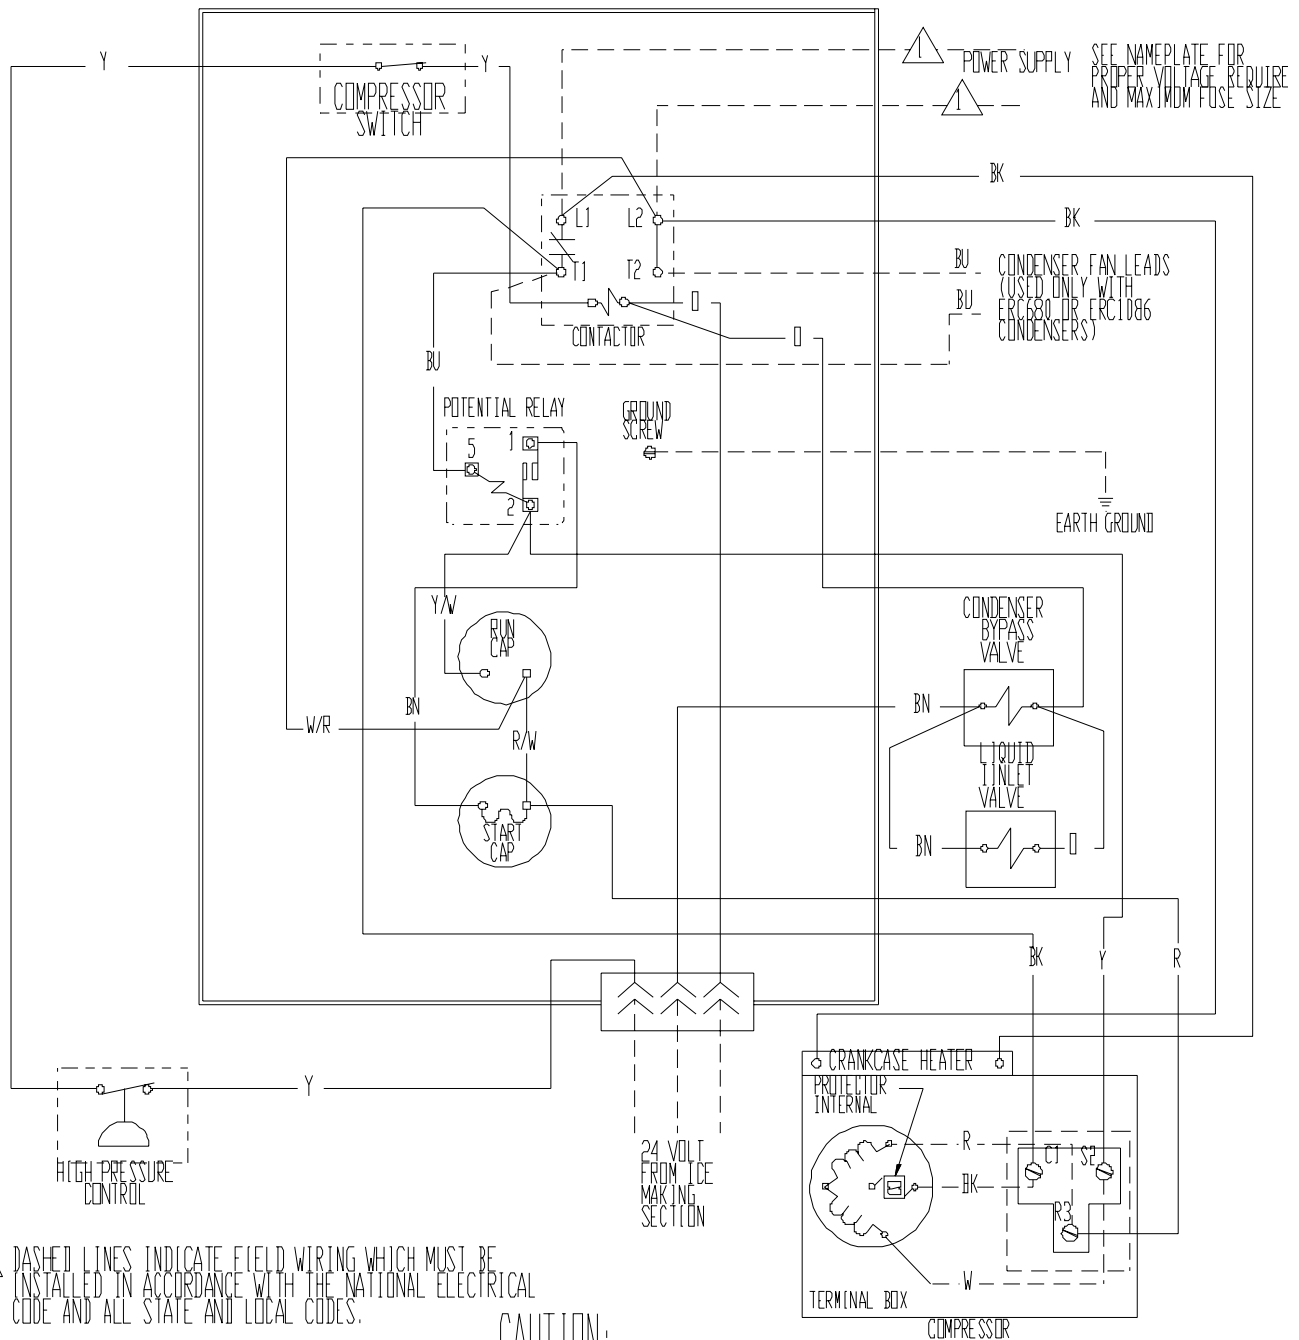 Y
Y
COMPRESSOR
SWITCH
1
POWER SUPPLY
SEE NAMEPLATE FOR
PROPER VOLTAGE REQUIRE
AND MAXIMUM FUSE SIZE
1
BK
L1
L2
BK
T1
T2
BU
CONDENSER FAN LEADS
(USED ONLY WITH
ERC680 OR ERC1086
CONDENSERS)
BU
O
CONTACTOR
O
BU
POTENTIAL RELAY
GROUND
SCREW
1
5
2
EARTH GROUND
Y/W
RUN
CAP
CONDENSER
BYPASS
VALVE
BN
BN
W/R
R/W
LIQUID
IINLET
VALVE
START
CAP
BN
O
BK
Y
R
CRANKCASE HEATER
Y
PROTECTOR
INTERNAL
24 VOLT
FROM ICE
MAKING
SECTION
R
C1
S2
HIGH PRESSURE
CONTROL
BK
R3
W
TERMINAL BOX
COMPRESSOR
DASHED LINES INDICATE FIELD WIRING WHICH MUST BE
INSTALLED IN ACCORDANCE WITH THE NATIONAL ELECTRICAL
CODE AND ALL STATE AND LOCAL CODES.
CAUTION: